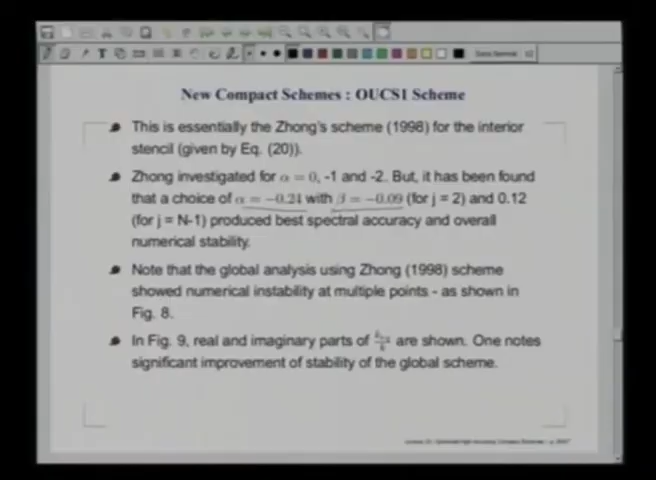 New Compact Schemes : OUCS1 Scheme
This is essentially the Zhong's scheme (1998) for the interior
stencil (given by Eq. (20)).
Zhong investigated for α = 0, -1 and -2. But, it has been found
that a choice of α = −0.24 with β = −0.09 (for j = 2) and 0.12
(for j = N-1) produced best spectral accuracy and overall
numerical stability.
Note that the global analysis using Zhong (1998) scheme
showed numerical instability at multiple points - as shown in
Fig. 8.
In Fig. 9, real and imaginary parts of are shown. One notes
significant improvement of stability of the global scheme.